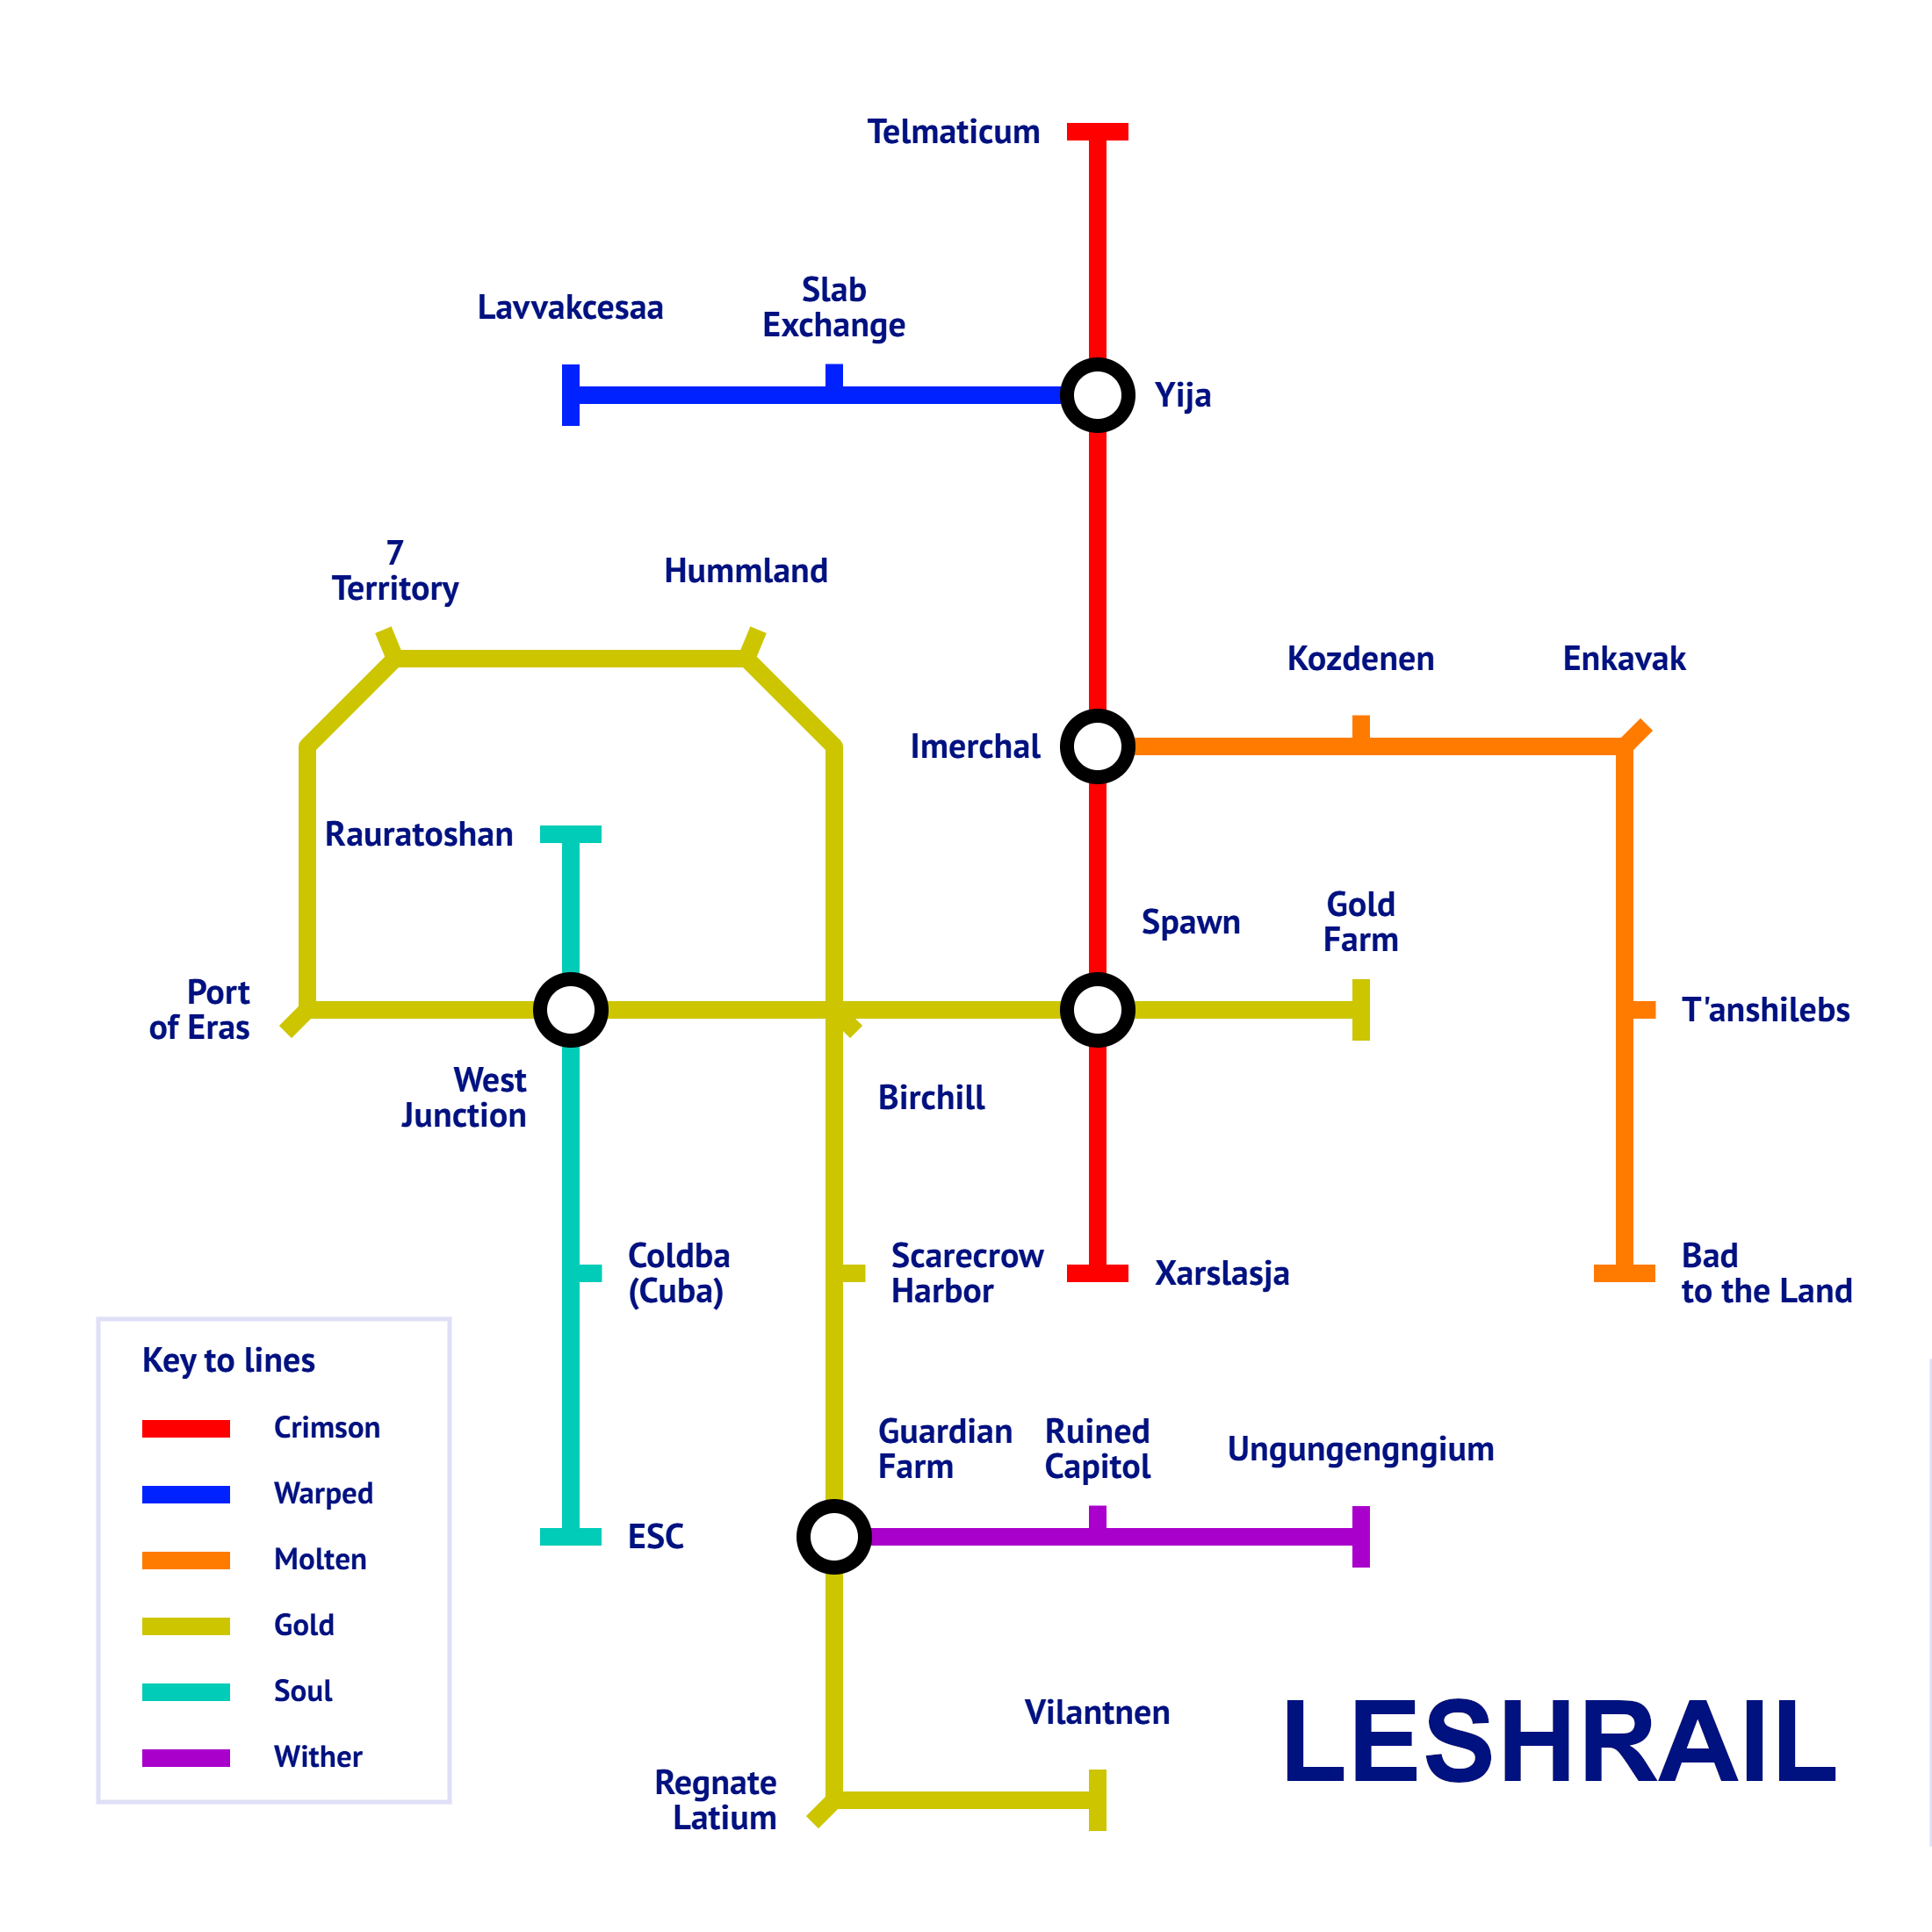 Telmaticum
Slab
Exchange
Lavvakcesaa
Yija
7
Territory
Hummland
Kozdenen
Enkavak
Imerchal
Rauratoshan
Spawn
Gold
Farm
Port
of Eras
T'anshilebs
West
Junction
Birchill
Coldba
(Cuba)
Scarecrow
Harbor
Xarslasja
Bad
to the Land
Key to lines
Crimson
Warped
Molten
Gold
Soul
Wither
Guardian
Farm
Ruined
Capitol
Ungungengngium
ESC
Vilantnen
Regnate
Latium
LESHRAIL